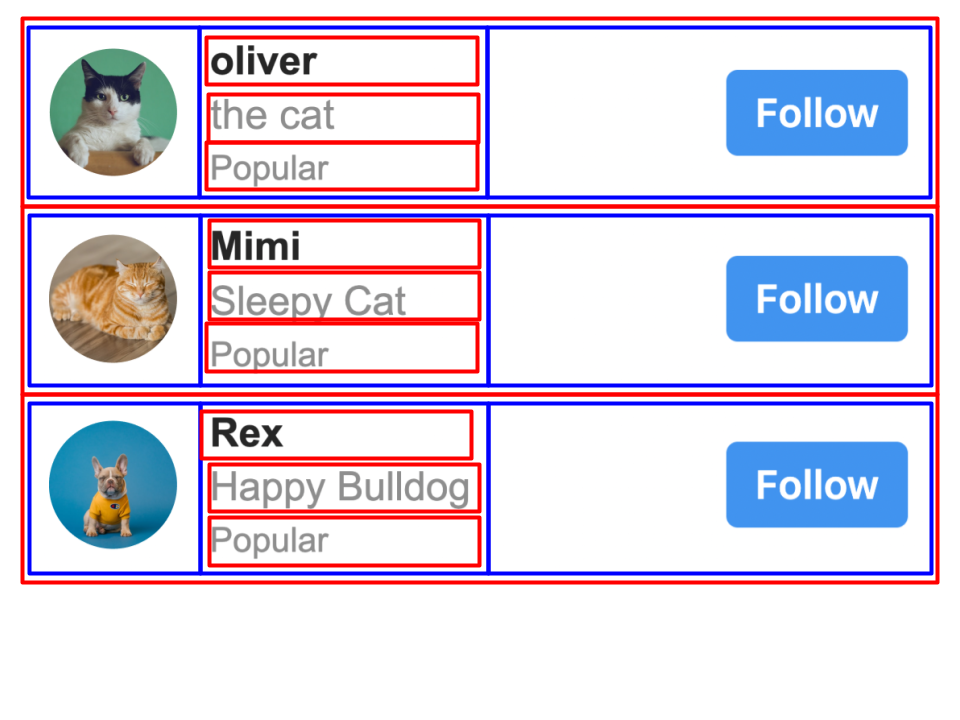 oliver
the cat
Popular
Follow
Mimi
Sleepy Cat
Popular
Follow
Rex
Happy Bulldog
Popular
Follow